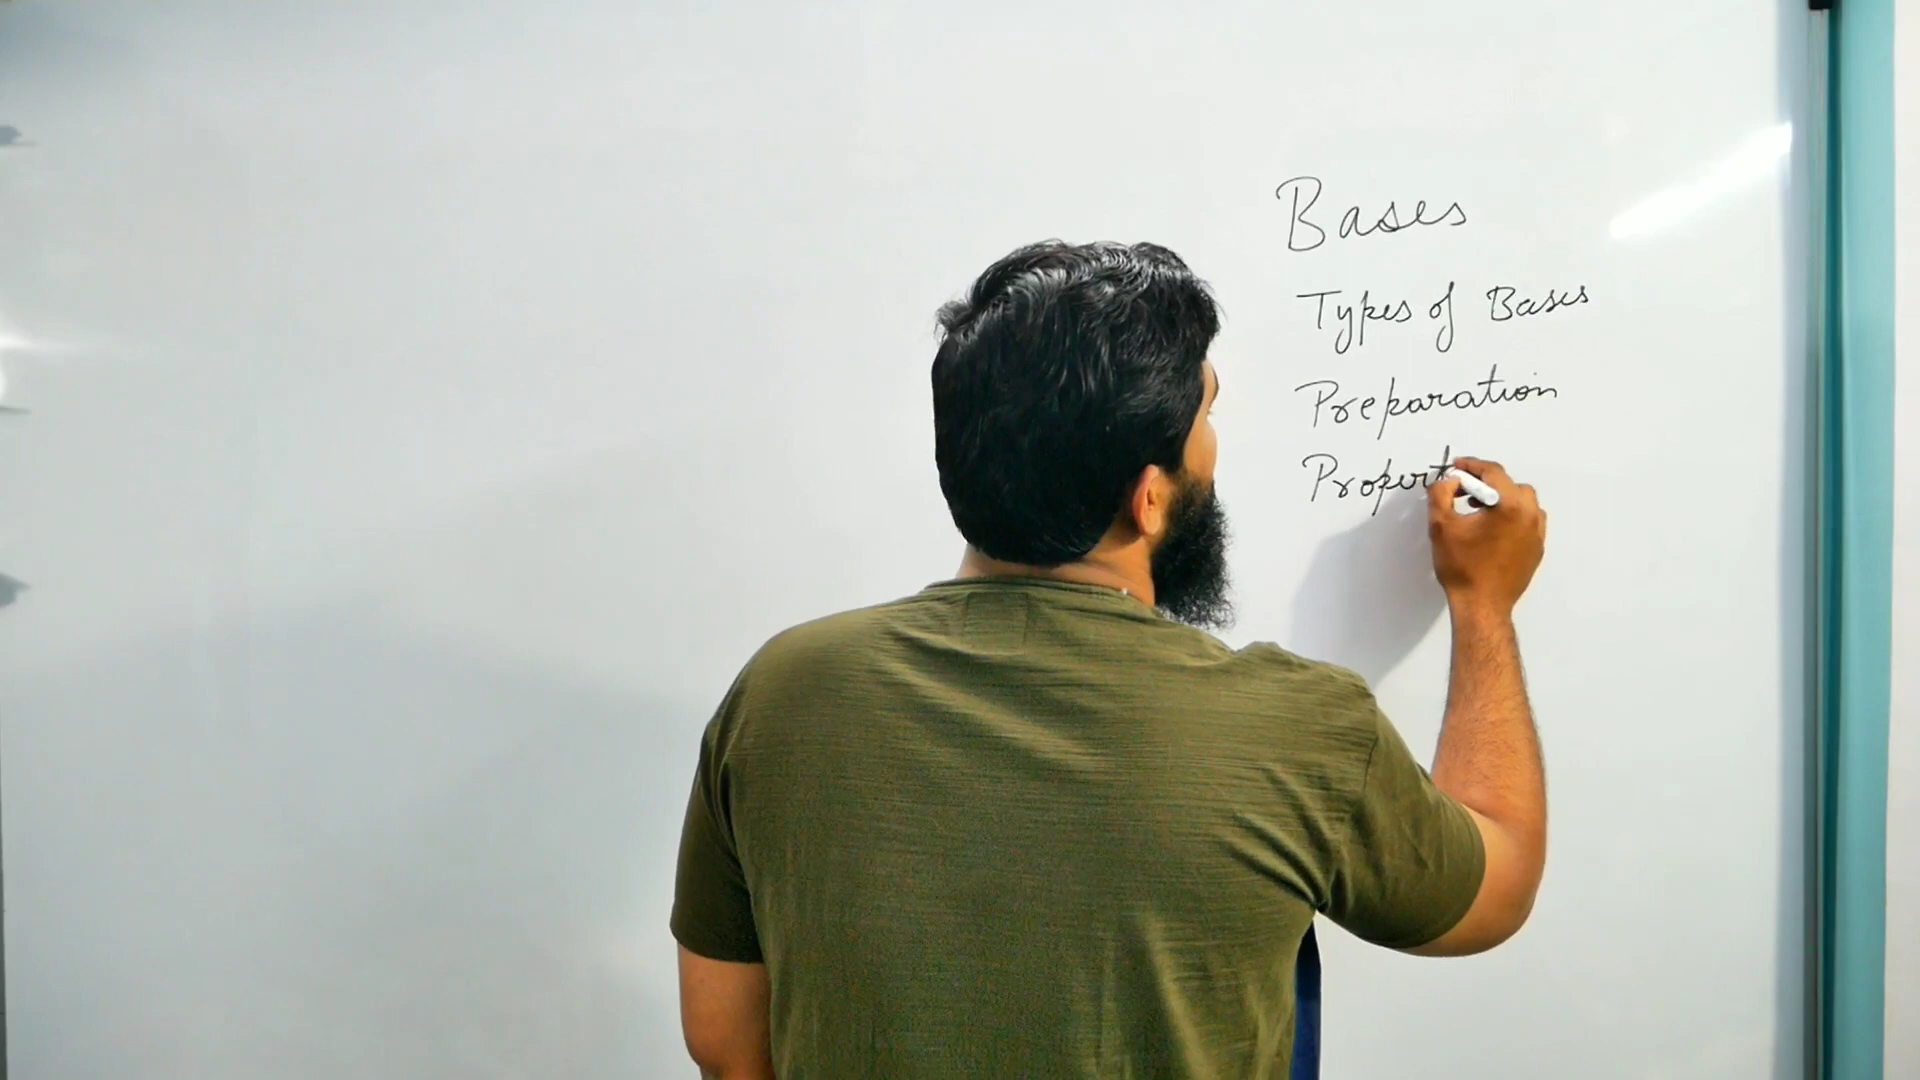 Bases
Types of Bases
Preparation
Propert